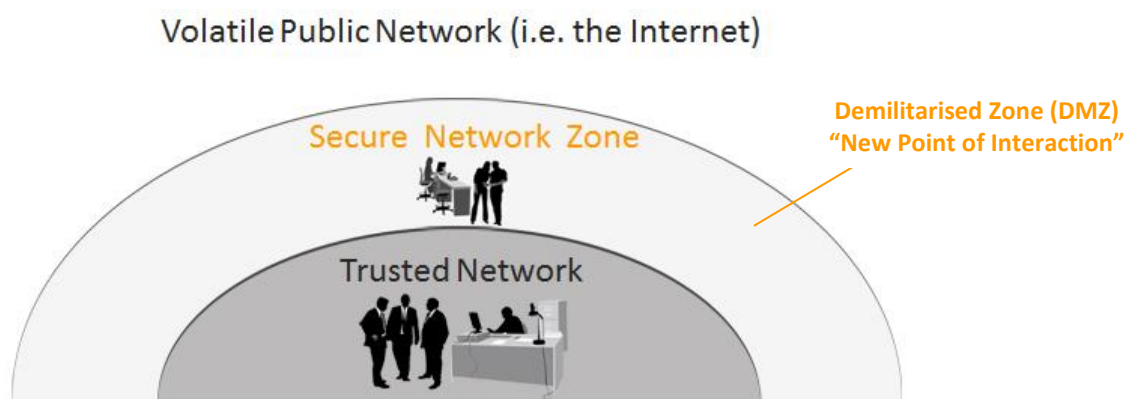 Volatile Public Network (i.e. the Internet)
Demilitarised Zone (DMZ)
“New Point of Interaction”
Secure Network Zone
Trusted Network